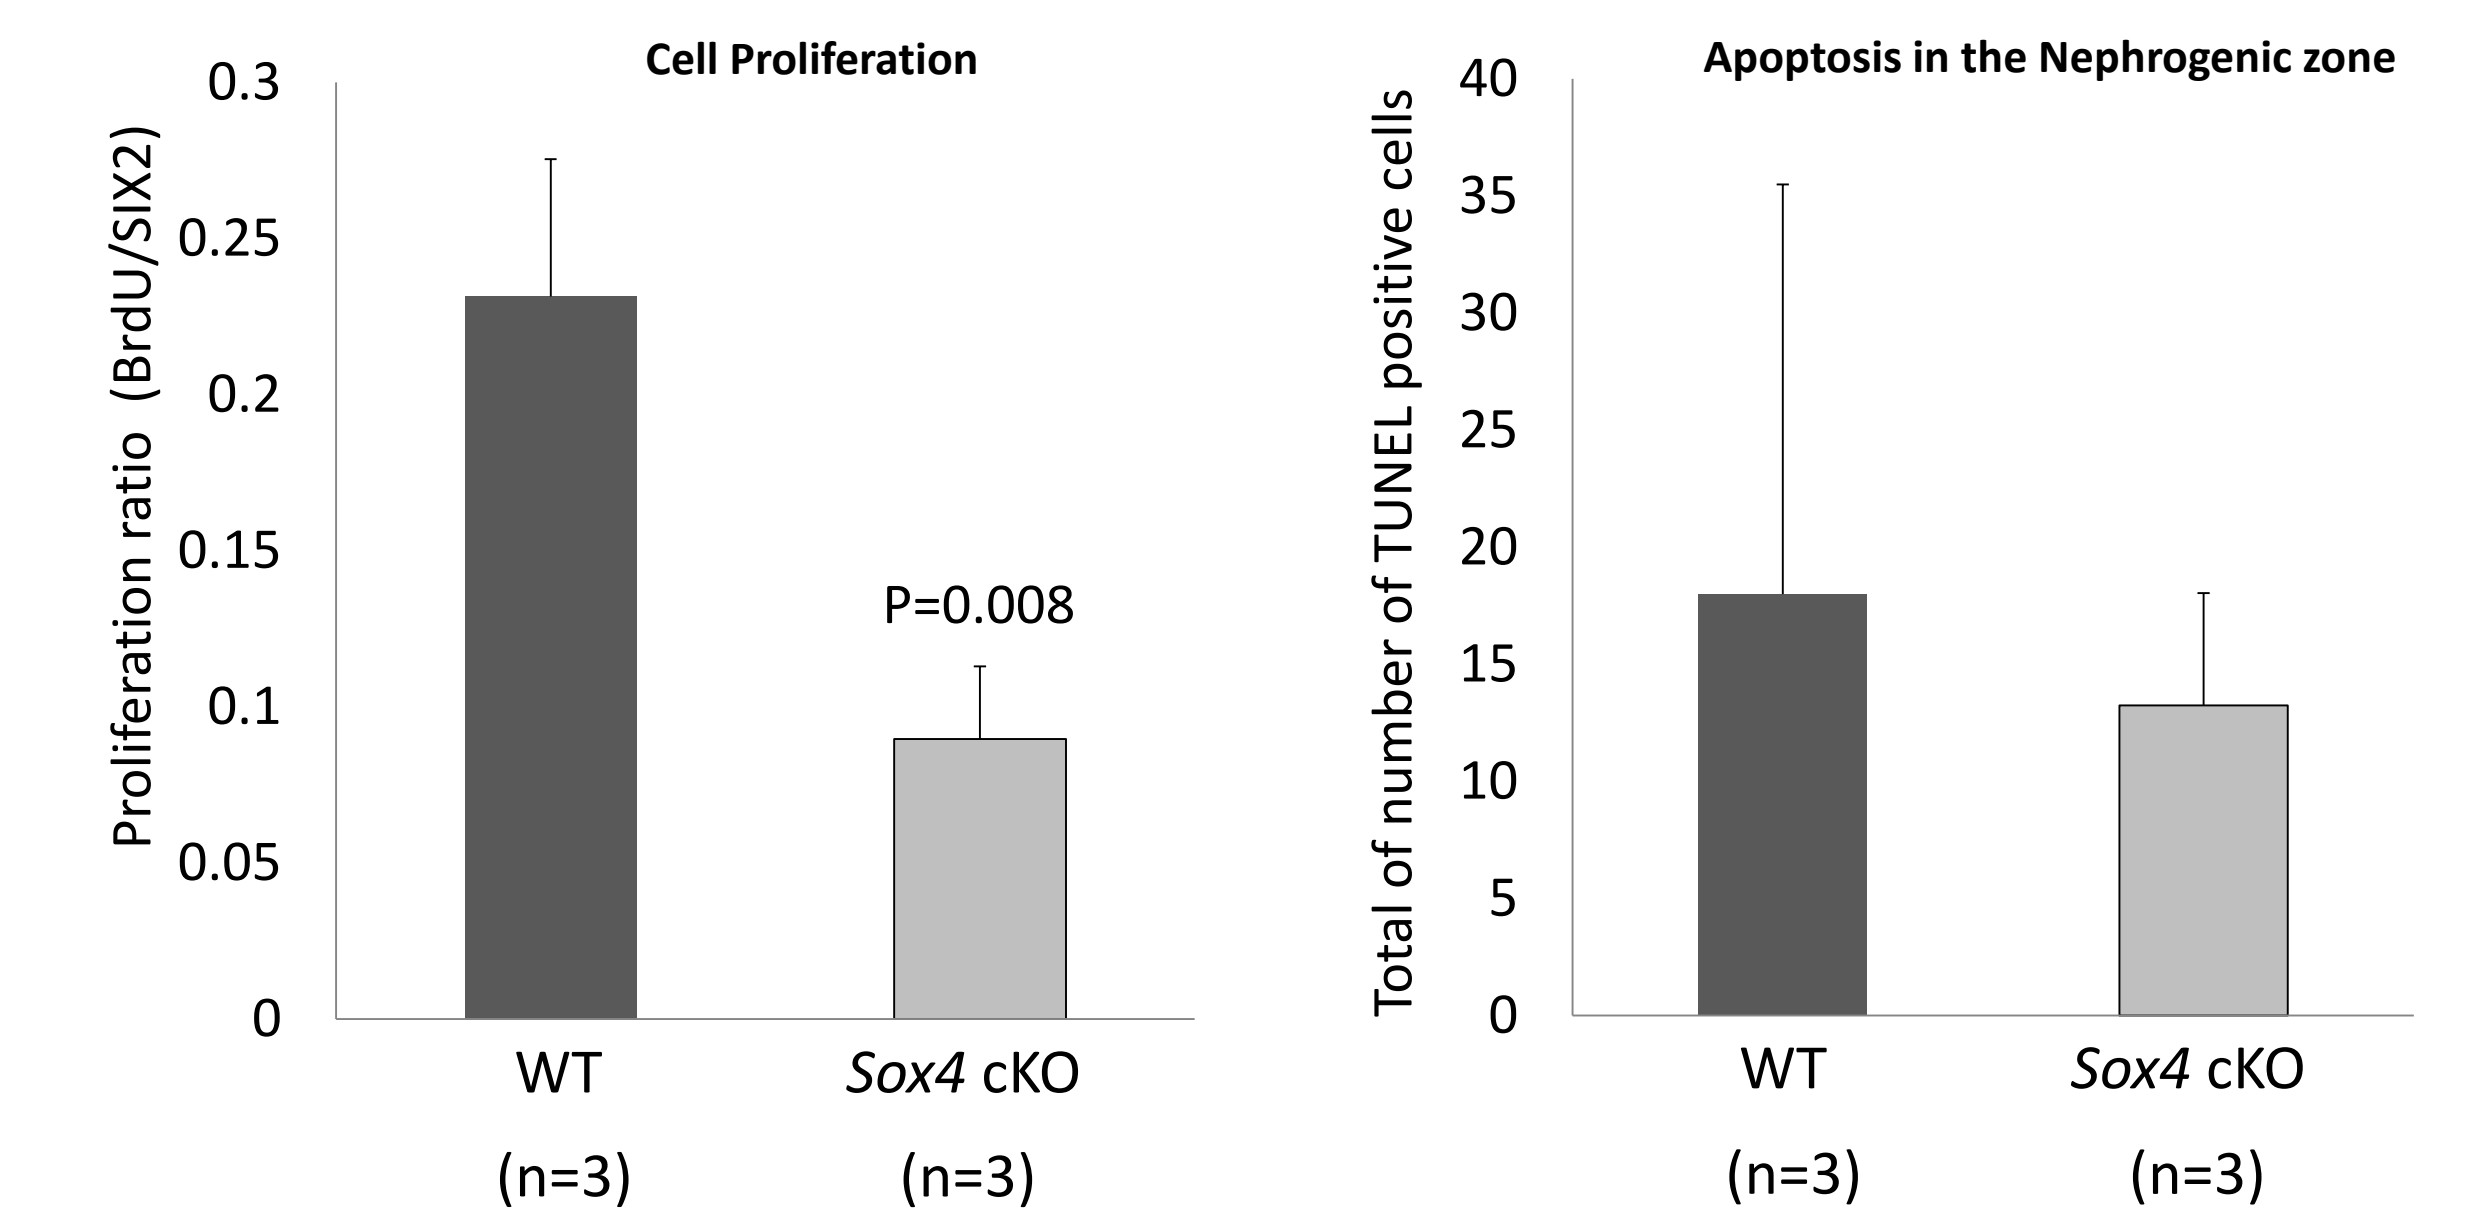 Cell Proliferation
Proliferation ratio (BrdU/SIX2)
0.3
0.25
0.2
0.15
0.1
0.05
0
P=0.008
WT
Sox4 cKO
(n=3)
(n=3)
Apoptosis in the Nephrogenic zone
Total of number of TUNEL positive cells
40
35
30
25
20
15
10
5
0
WT
Sox4 cKO
(n=3)
(n=3)